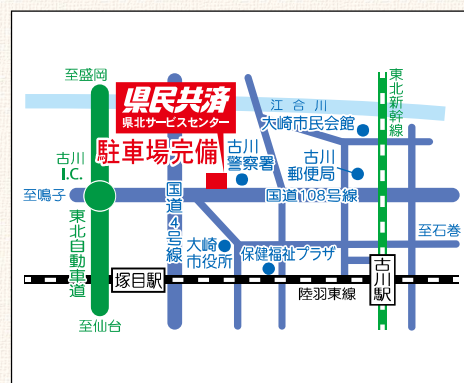 至盛岡
東北新幹線
県民共済
県北サービスセンター
駐車場完備
江合川
大崎市民会館
古川
I.C.
古川
警察署
古川
郵便局
至鳴子
国道4号線
国道108号線
東北自動車道
大崎
市役所
保健福祉プラザ
至石巻
塚目駅
古川駅
陸羽東線
至仙台